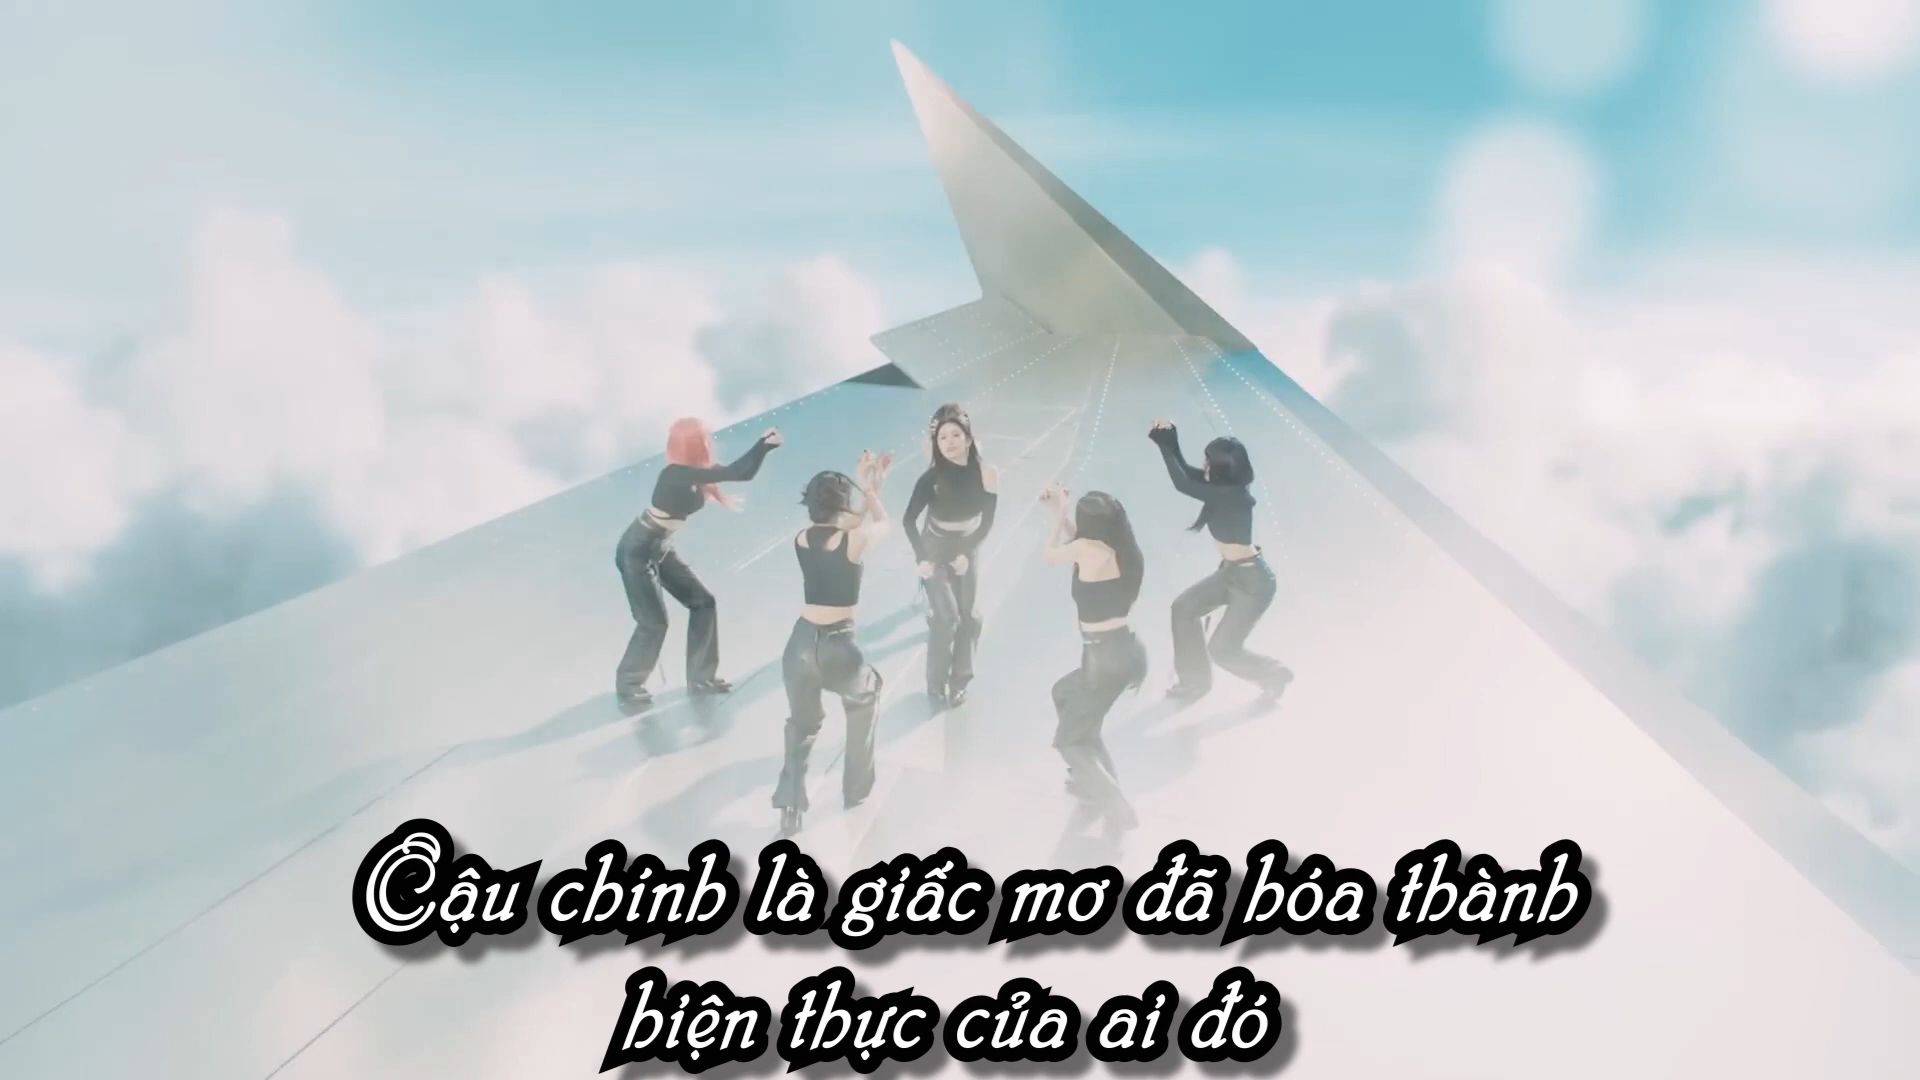 Cậu chính là giấc mơ đã hóa thành
hiện thực của ai đó